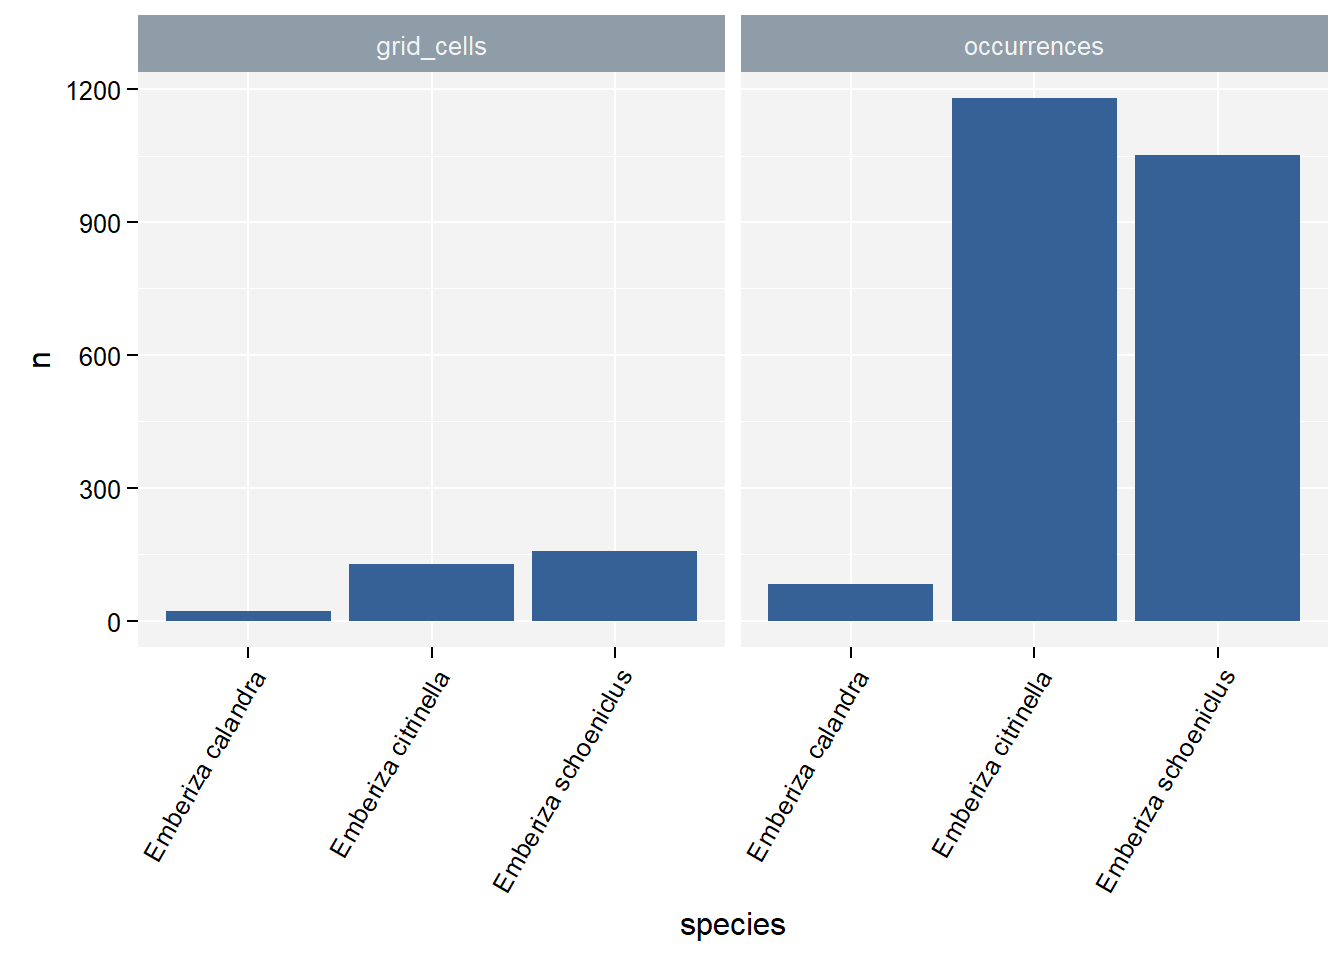 grid_cells
occurrences
n
1200
900
600
300
0
Emberiza calandra
Emberiza citrinella
Emberiza schoeniclus
Emberiza calandra
Emberiza citrinella
Emberiza schoeniclus
species